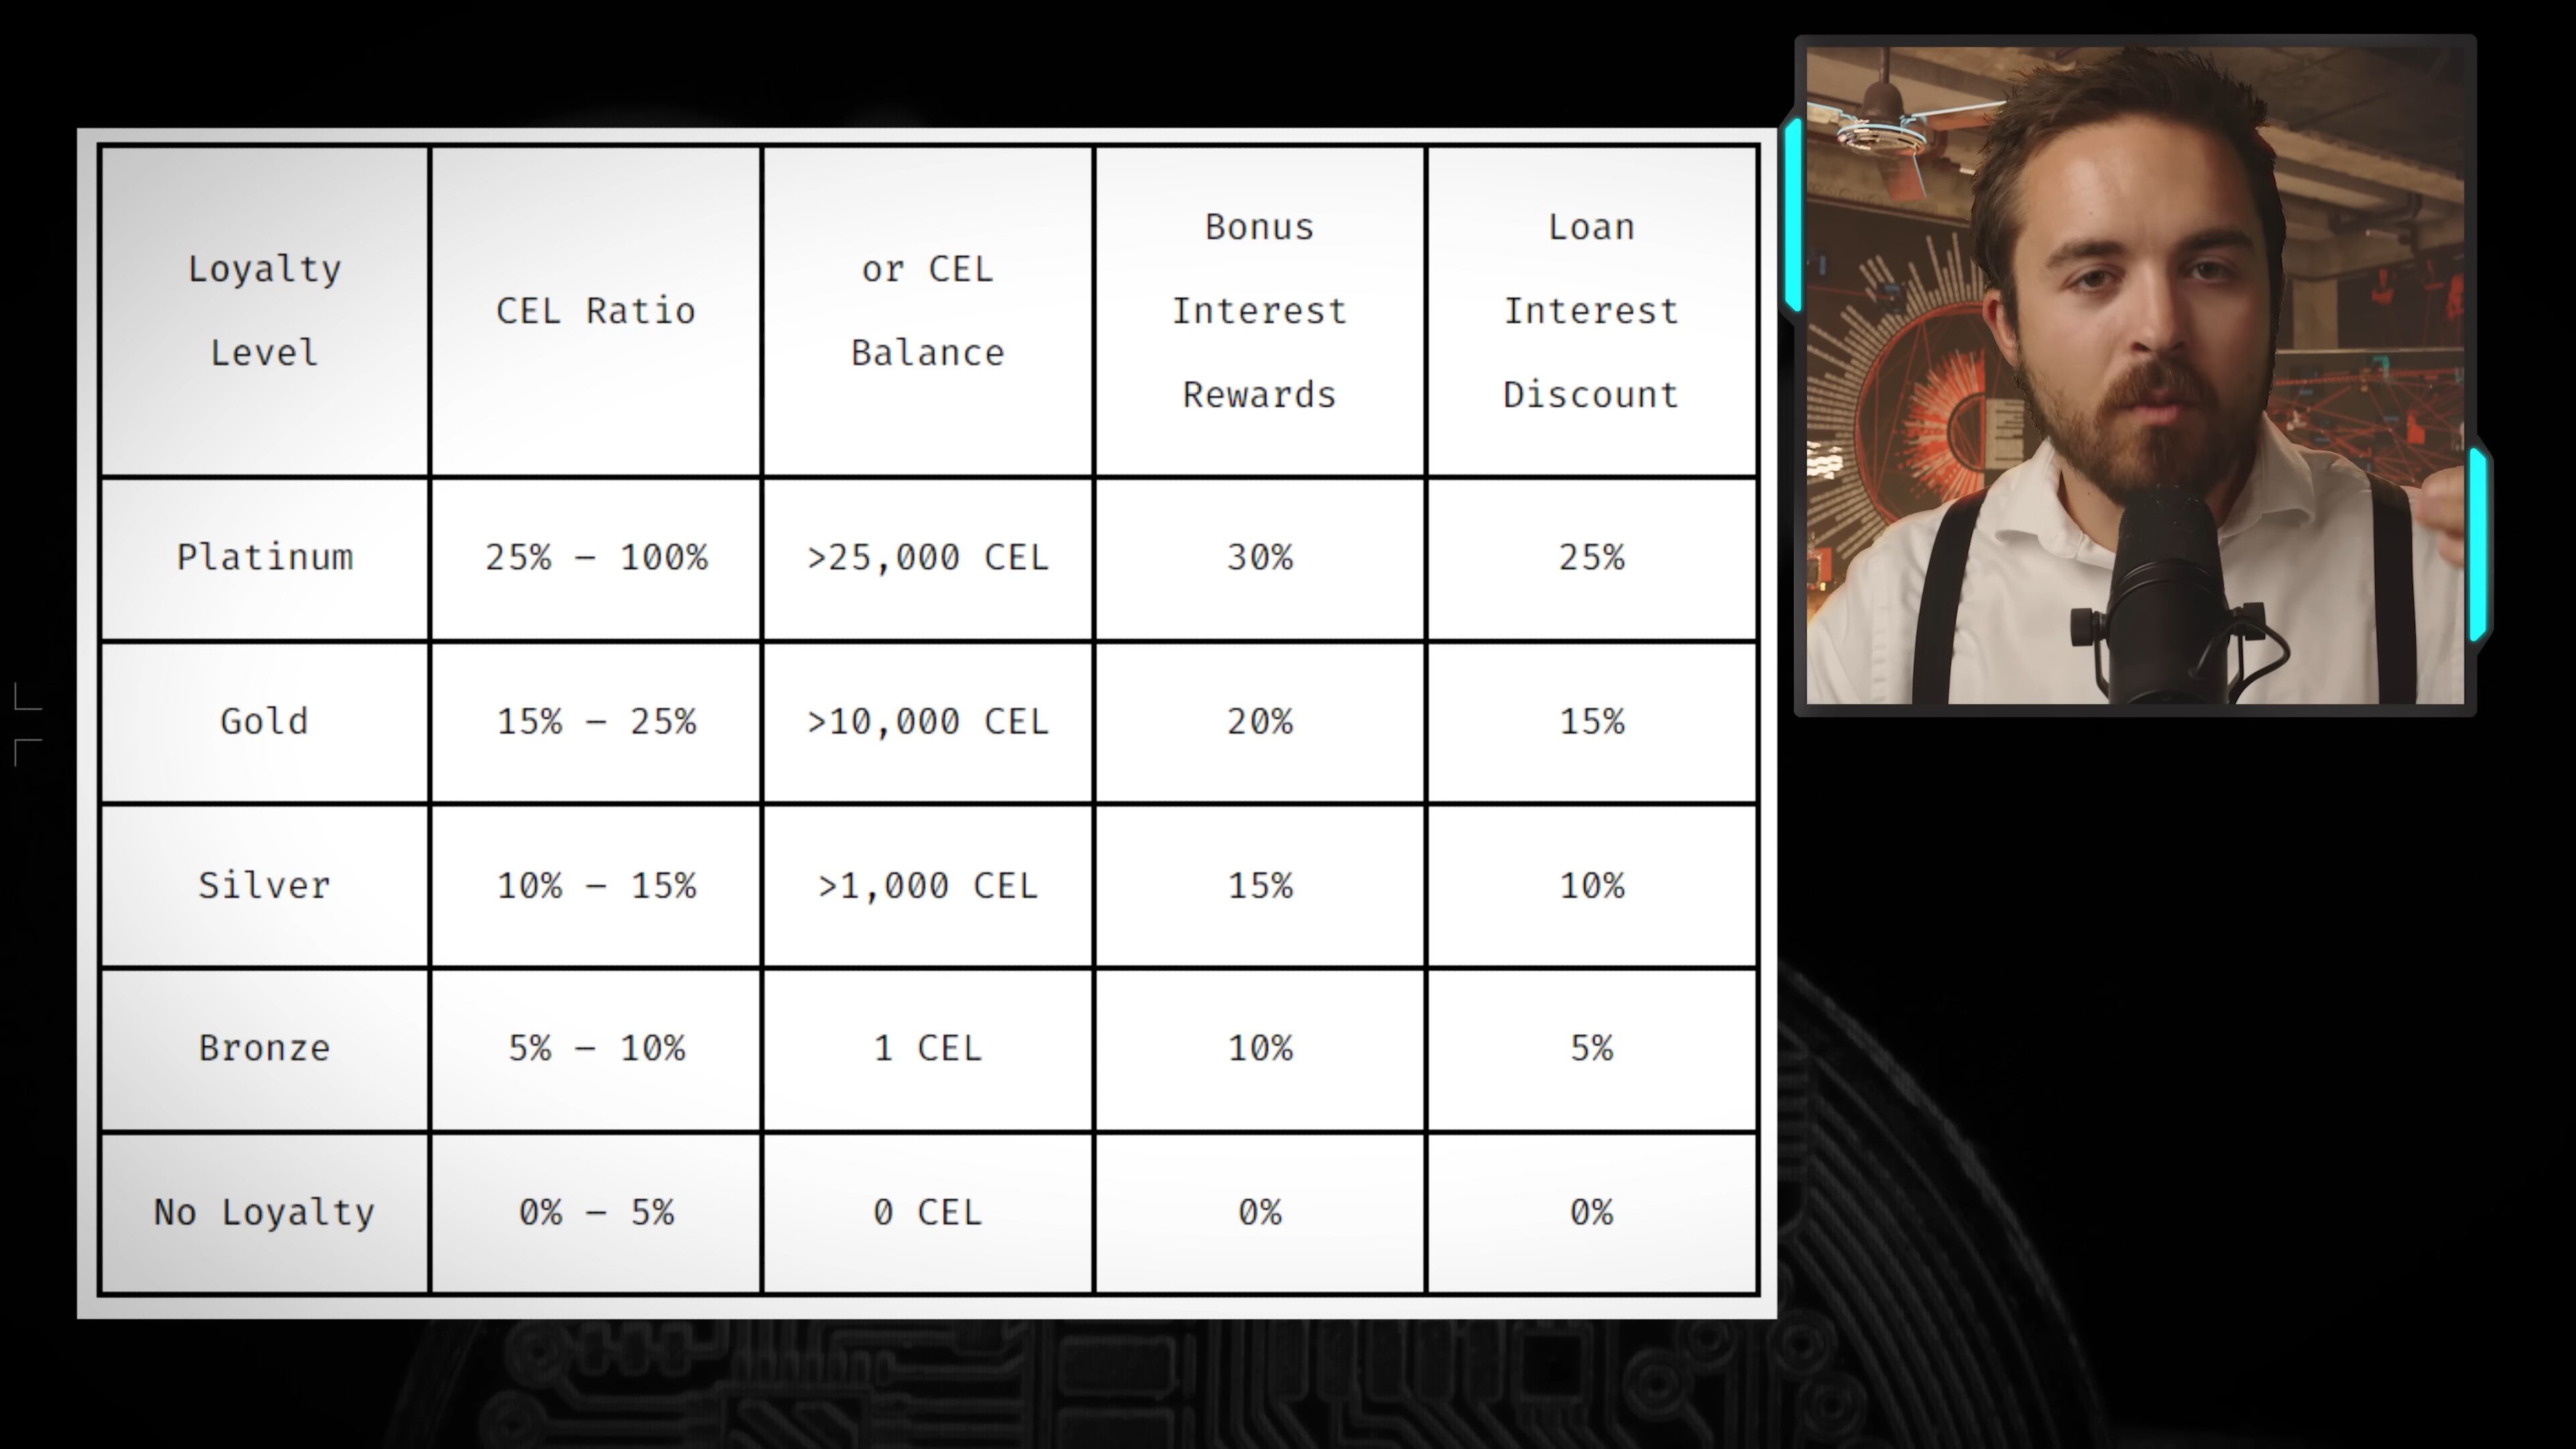 Loyalty
Level
CEL Ratio
or CEL
Balance
Bonus
Interest
Rewards
Loan
Interest
Discount
Platinum 25% – 100% >25,000 CEL 30% 25%
Gold 15% – 25% >10,000 CEL 20% 15%
Silver 10% – 15% >1,000 CEL 15% 10%
Bronze 5% – 10% 1 CEL 10% 5%
No Loyalty 0% – 5% 0 CEL 0% 0%